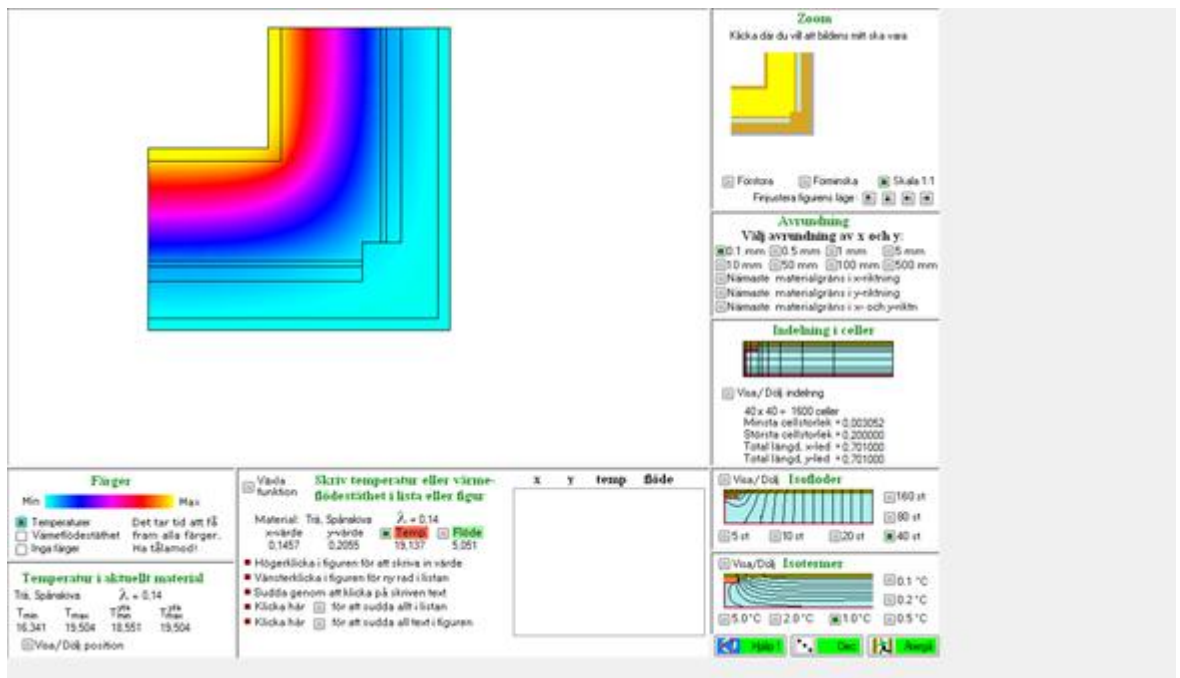 Zoom
Klicka där du vill att bildens mitt ska vara
Förstora Förminska Skala 1:1
Finjustera figurens läge:
Avrundning
Välj avrundning av x och y:
0.1 mm 0.5 mm 1 mm 5 mm
10 mm 50 mm 100 mm 500 mm
Närmaste materialgräns i x-riktning
Närmaste materialgräns i y-riktning
Närmaste materialgräns i x- och y-riktn
Indelning i celler
Visa/Dölj indelning
40 x 40 = 1600 celler
Minsta cellstorlek = 0,003052
Största cellstorlek = 0,200000
Total längd, x-led = 0,701000
Total längd, y-led = 0,701000
Färger
Min Max
Temperaturer
Värmeflödestäthet
Inga färger
Det tar tid att få
fram alla färger.
Ha tålamod!
Temperatur i aktuellt material
Trä, Spånskiva λ = 0,14
Tmin Tmax Tmin yta Tmax yta
16,341 19,504 18,551 19,504
Visa/Dölj position
Växla funktion
Skriv temperatur eller värme-
flödestäthet i lista eller figur
Material: Trä, Spånskiva λ = 0,14
x-värde y-värde Temp Flöde
0,1457 0,2055 19,137 5,051
Högerklicka i figuren för att skriva in värde
Vänsterklicka i figuren för ny rad i listan
Sudda genom att klicka på skriven text
Klicka här för att sudda allt i listan
Klicka här för att sudda all text i figuren
x y temp flöde
Visa/Dölj Isoflöder
160 st
80 st
5 st 10 st 20 st 40 st
Visa/Dölj Isotermer
0.1 °C
0.2 °C
5.0 °C 2.0 °C 1.0 °C 0.5 °C
Hjälp !
Återgå